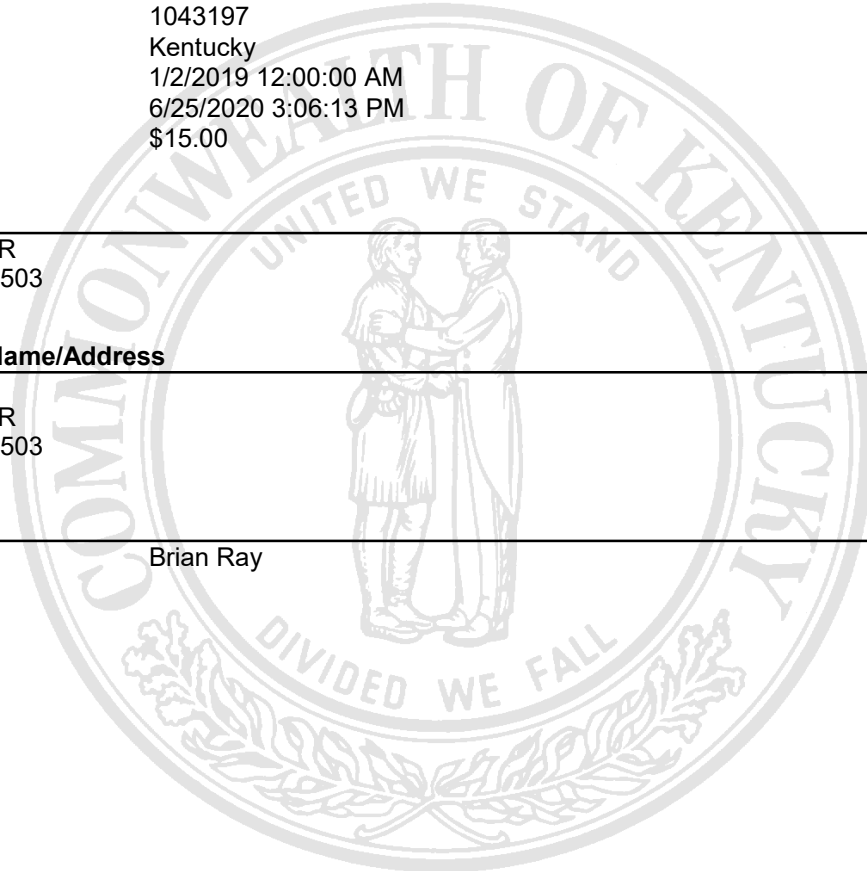 1043197
Kentucky
1/2/2019 12:00:00 AM
6/25/2020 3:06:13 PM
$15.00
R
503
Name/Address
R
503
Brian Ray
COMMONWEALTH OF KENTUCKY
UNITED WE STAND
DIVIDED WE FALL